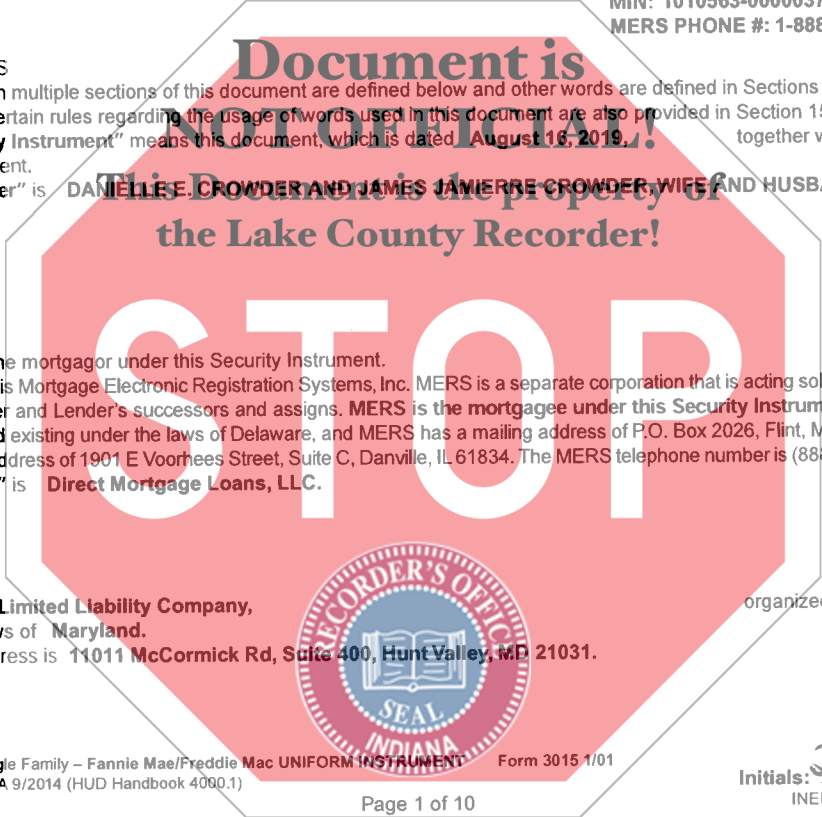 MIN: 1010563-0000037
MERS PHONE #: 1-888
S
Document is
n multiple sections of this document are defined below and other words are defined in Sections
ertain rules regarding the usage of words used in this document are also provided in Section 15
NOT OFFICIAL!
y Instrument" means this document, which is dated August 16, 2019, together w
ent.
er" is DANIELLE E. CROWDER AND JAMES JAMIERRE CROWDER, WIFE AND HUSBA
This Document is the property of
the Lake County Recorder!
STOP
he mortgagor under this Security Instrument.
is Mortgage Electronic Registration Systems, Inc. MERS is a separate corporation that is acting sol
er and Lender's successors and assigns. MERS is the mortgagee under this Security Instrum
d existing under the laws of Delaware, and MERS has a mailing address of P.O. Box 2026, Flint, M
ddress of 1901 E Voorhees Street, Suite C, Danville, IL 61834. The MERS telephone number is (888
" is Direct Mortgage Loans, LLC.
RECORDER'S OFFICE
Limited Liability Company, organized
ws of Maryland.
ress is 11011 McCormick Rd, Suite 400, Hunt Valley, MD 21031.
SEAL
INDIANA
gle Family – Fannie Mae/Freddie Mac UNIFORM INSTRUMENT Form 3015 1/01
A 9/2014 (HUD Handbook 4000.1)
Initials:
INE
Page 1 of 10